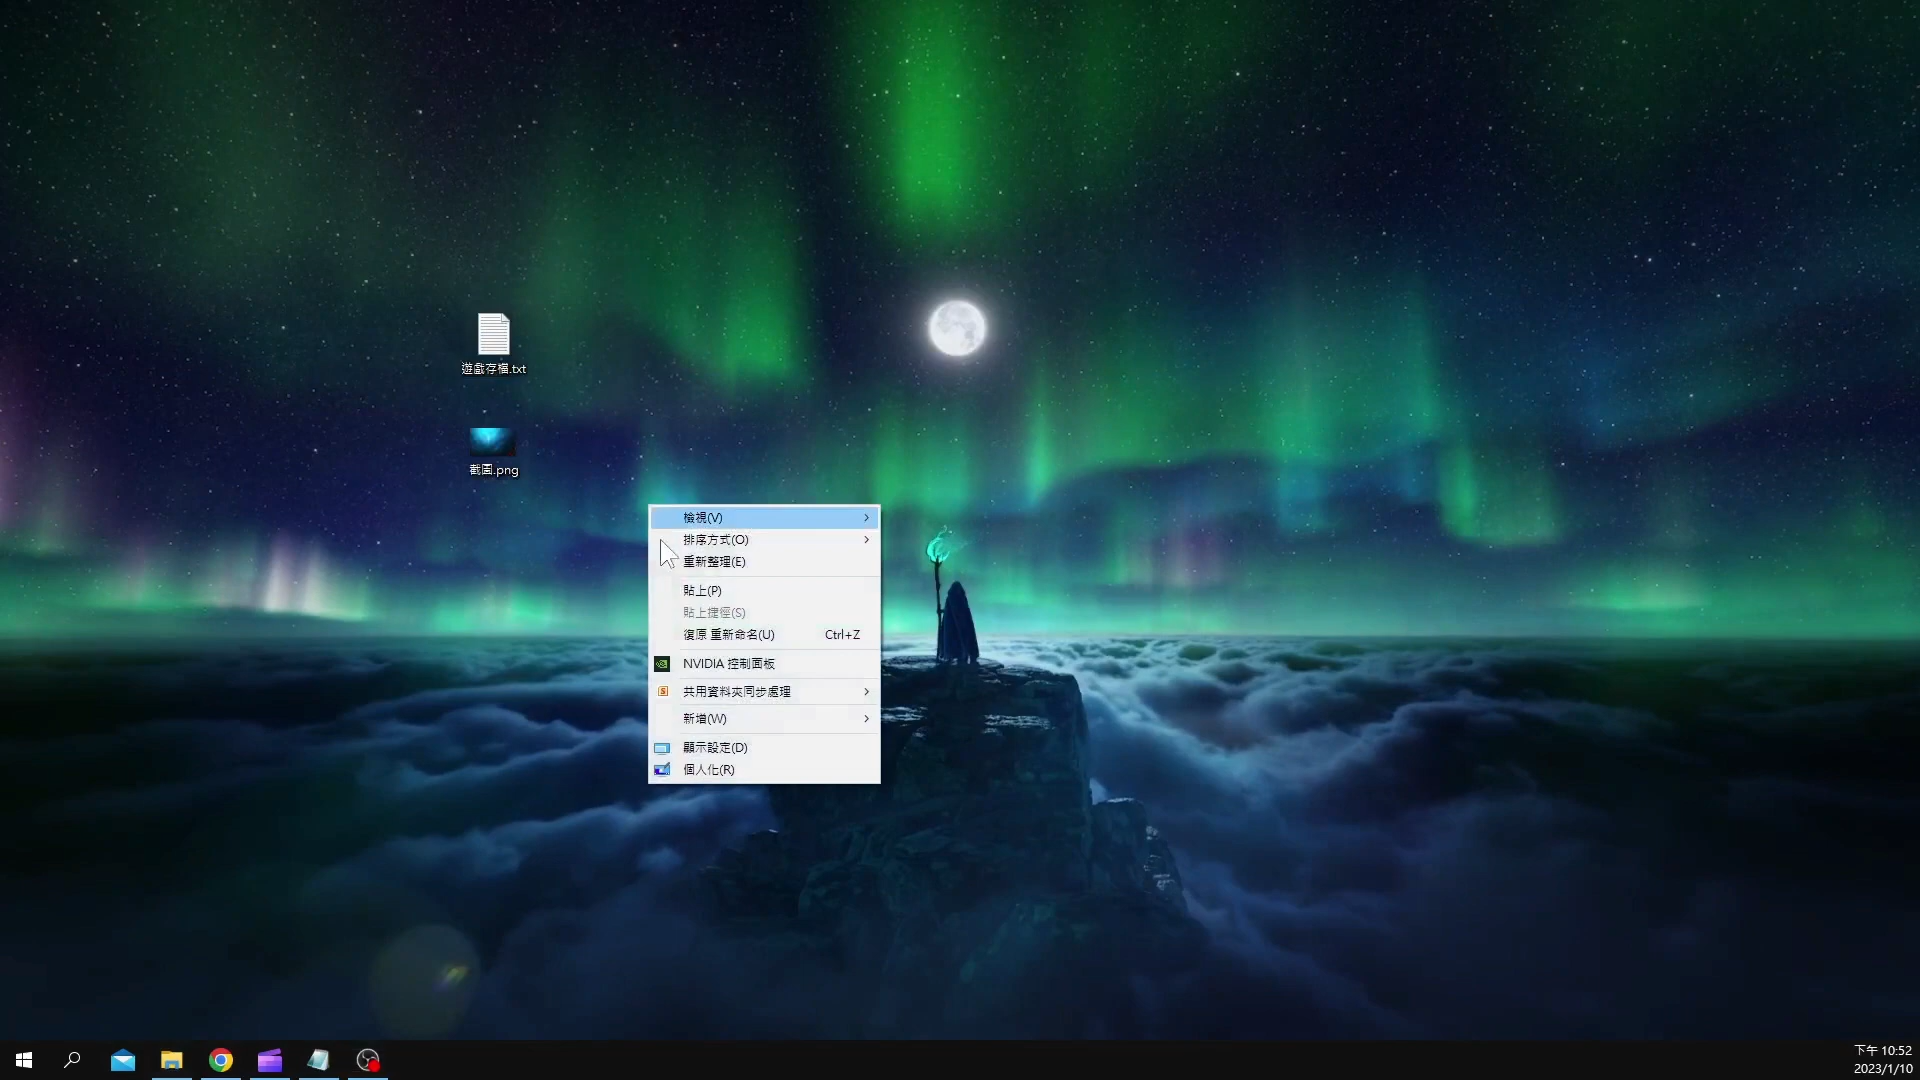 遊戲存檔.txt
截圖.png
檢視(V)
排序方式(O)
重新整理(E)
貼上(P)
貼上捷徑(S)
復原 重新命名(U) Ctrl+Z
NVIDIA 控制面板
共用資料夾同步處理
新增(W)
顯示設定(D)
個人化(R)
下午 10:52
2023/1/10